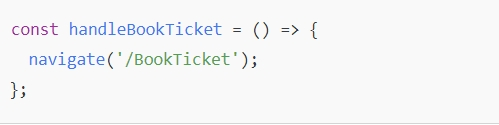 const handleBookTicket = () => {
  navigate('/BookTicket');
};